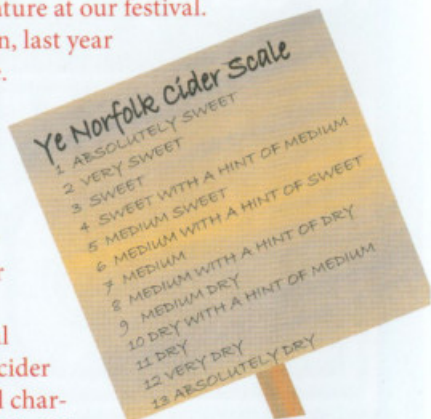 ature at our festival.
n, last year
Ye Norfolk Cider Scale
1 ABSOLUTELY SWEET
2 VERY SWEET
3 SWEET
4 SWEET WITH A HINT OF MEDIUM
5 MEDIUM SWEET
6 MEDIUM WITH A HINT OF SWEET
7 MEDIUM
8 MEDIUM WITH A HINT OF DRY
9 MEDIUM DRY
10 DRY WITH A HINT OF MEDIUM
11 DRY
12 VERY DRY
13 ABSOLUTELY DRY
r
l
cider
l char-